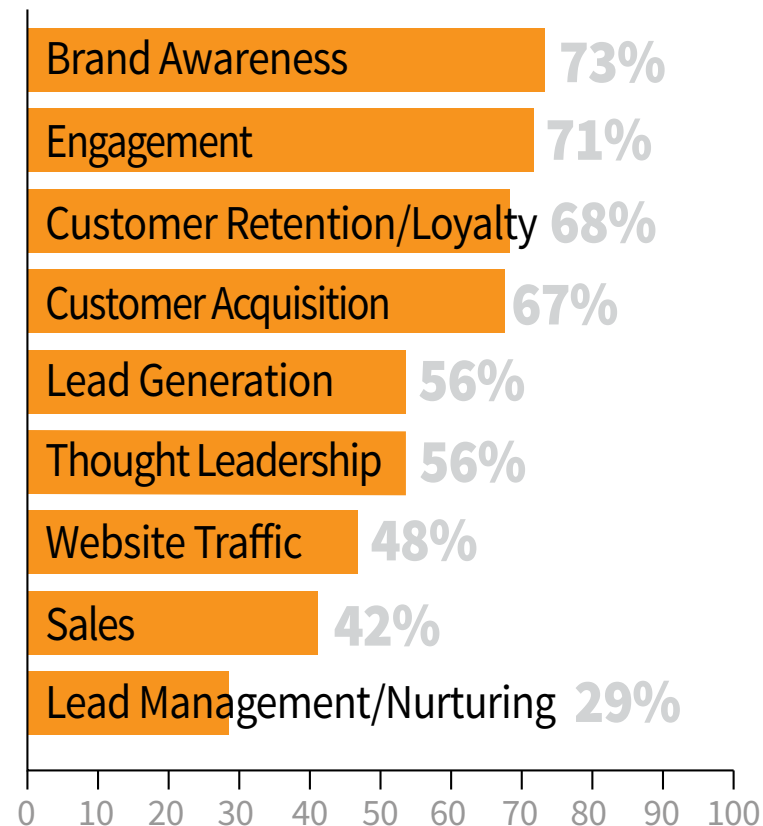 Brand Awareness 73%
Engagement 71%
Customer Retention/Loyalty 68%
Customer Acquisition 67%
Lead Generation 56%
Thought Leadership 56%
Website Traffic 48%
Sales 42%
Lead Management/Nurturing 29%
0 10 20 30 40 50 60 70 80 90 100